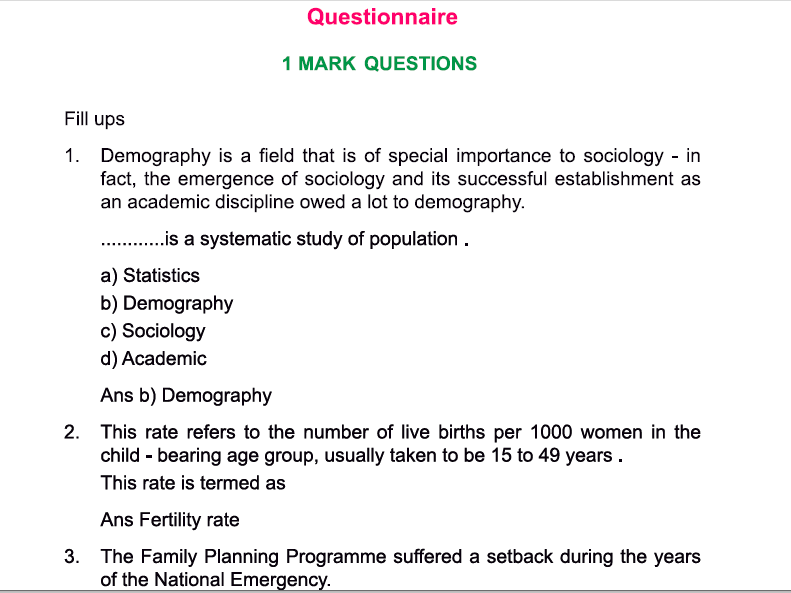 Questionnaire
1 MARK QUESTIONS
Fill ups
1. Demography is a field that is of special importance to sociology - in
fact, the emergence of sociology and its successful establishment as
an academic discipline owed a lot to demography.
............is a systematic study of population .
a) Statistics
b) Demography
c) Sociology
d) Academic
Ans b) Demography
2. This rate refers to the number of live births per 1000 women in the
child - bearing age group, usually taken to be 15 to 49 years .
This rate is termed as
Ans Fertility rate
3. The Family Planning Programme suffered a setback during the years
of the National Emergency.